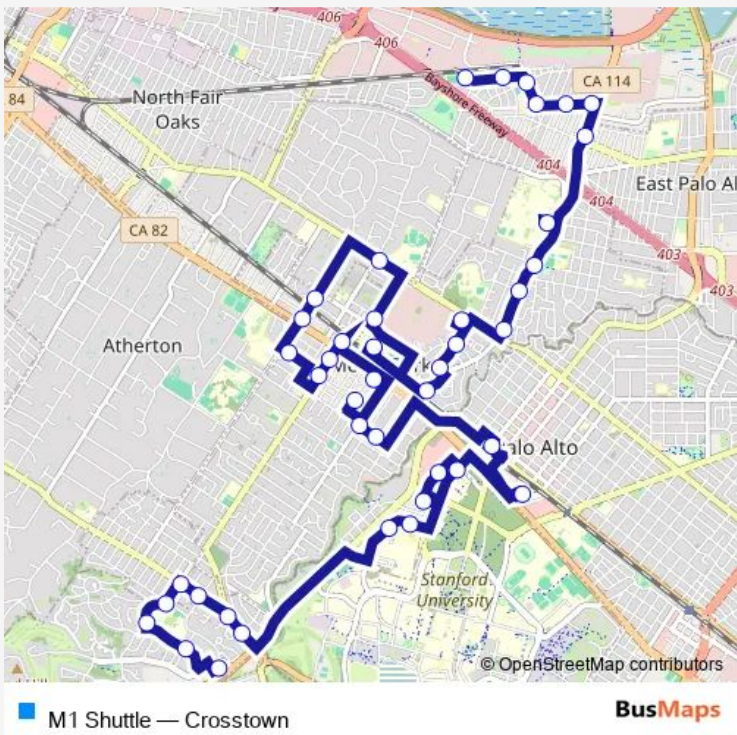 406
406
CA 114
84
North Fair
Oaks
Bayshore Freeway
404
East Palo Al
404
CA 82
403
403
Atherton
alo Alto
Stanford
University
© OpenStreetMap contributors
M1 Shuttle — Crosstown
BusMaps